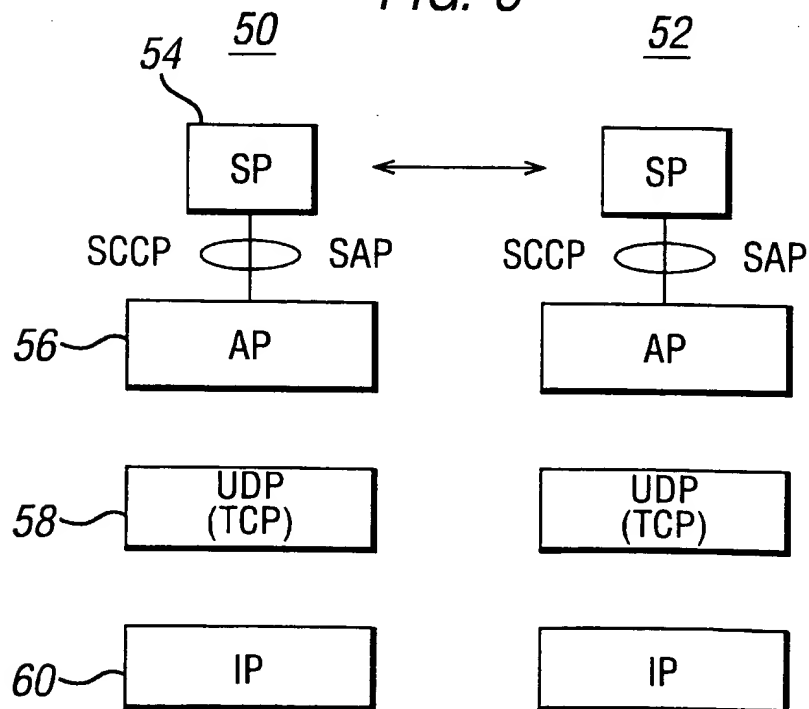 50 52
54
SP SP
SCCP SAP SCCP SAP
56 AP AP
58 UDP UDP
(TCP) (TCP)
60 IP IP